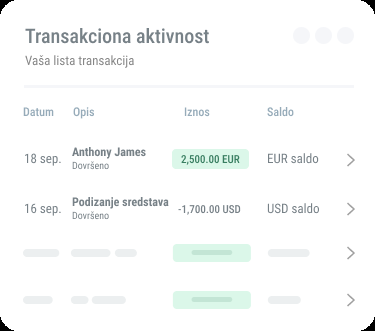 Transakciona aktivnost
Vaša lista transakcija
Datum Opis Iznos Saldo
18 sep. Anthony James 2,500.00 EUR EUR saldo
Dovršeno
16 sep. Podizanje sredstava -1,700.00 USD USD saldo
Dovršeno